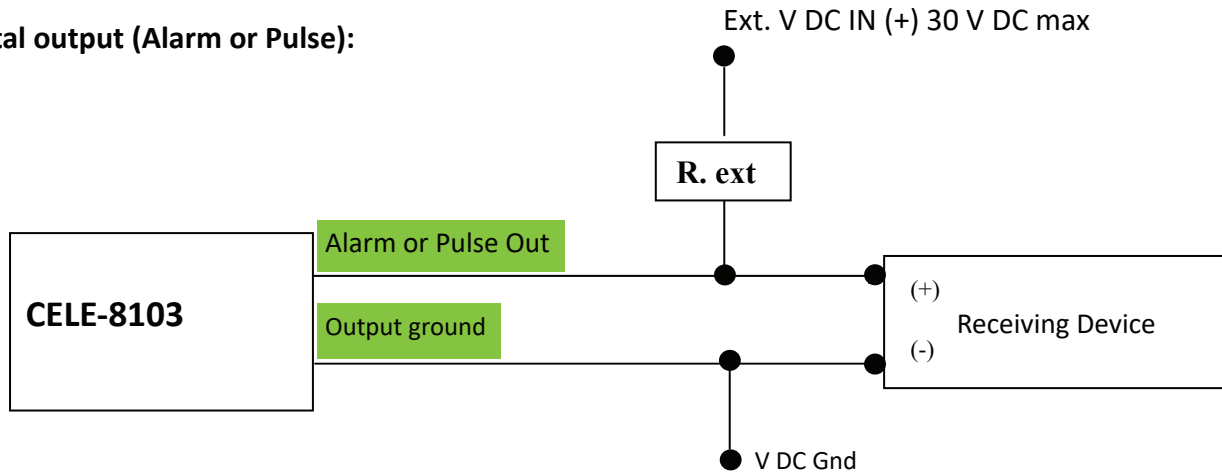 Ext. V DC IN (+) 30 V DC max
tal output (Alarm or Pulse):
R. ext
Alarm or Pulse Out
CELE-8103
Output ground
(+)
Receiving Device
(-)
V DC Gnd